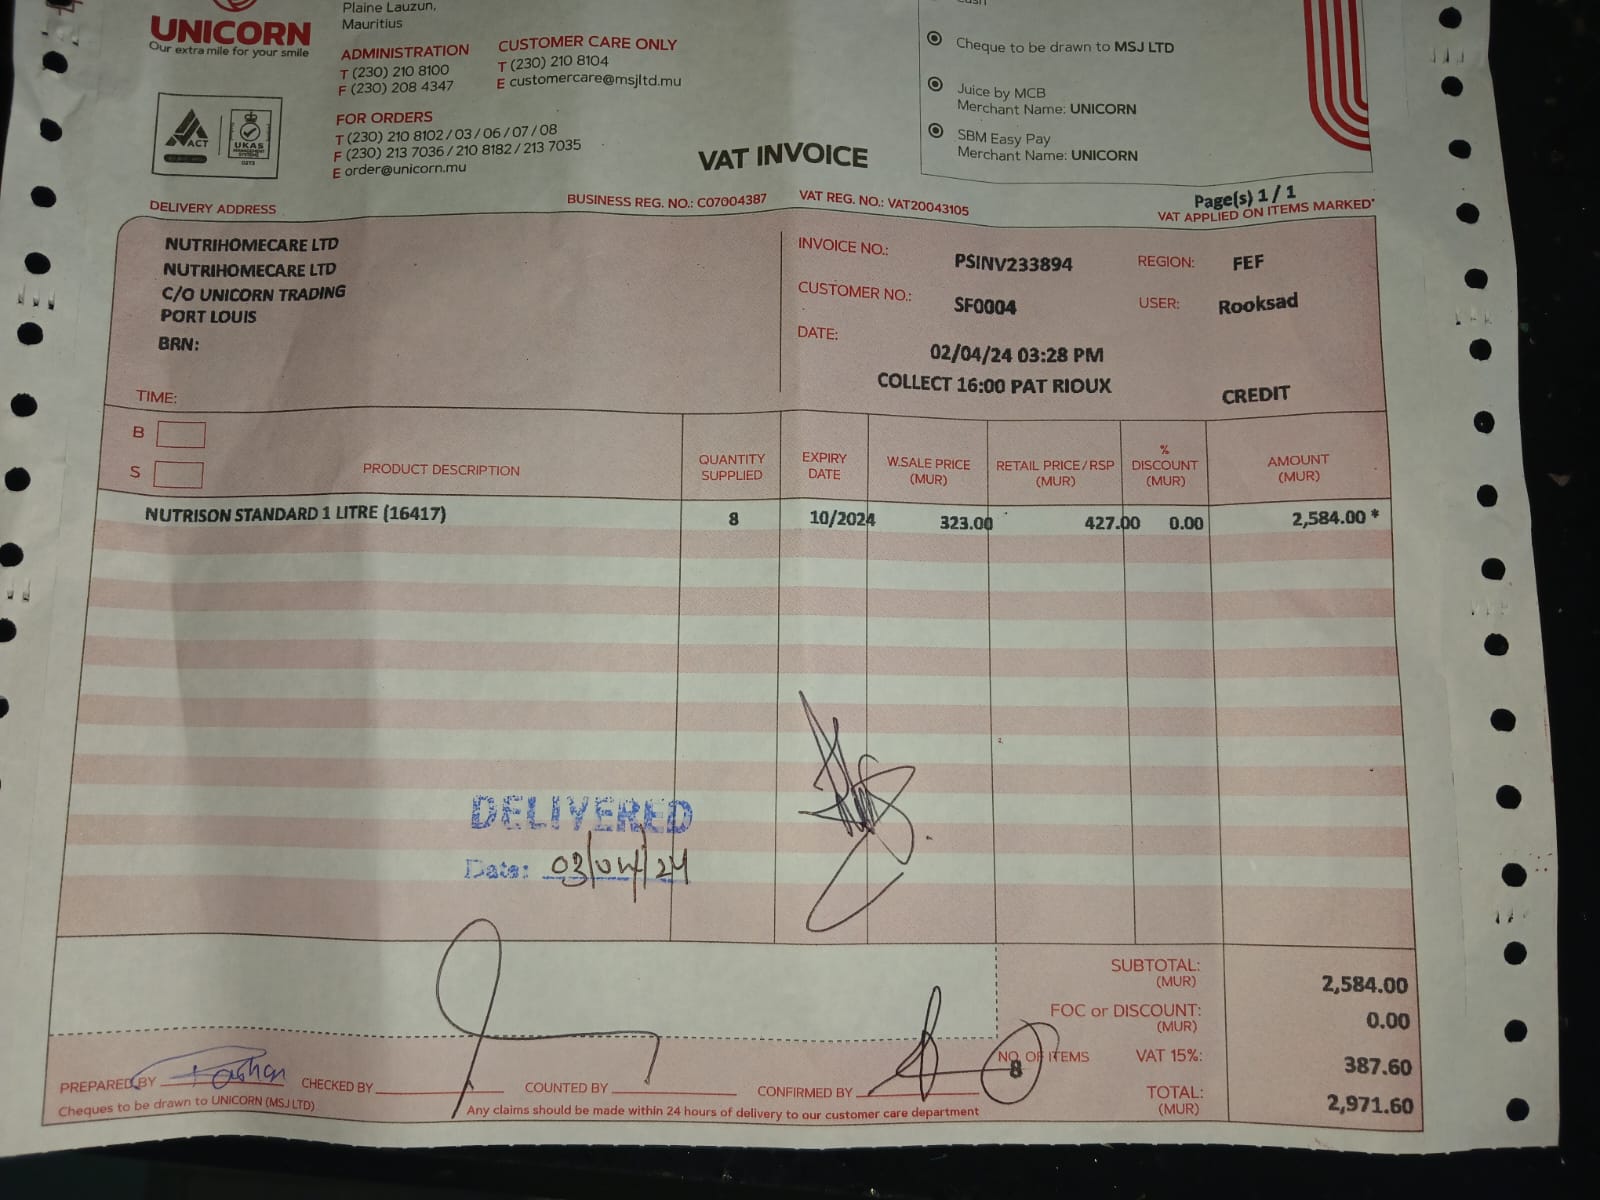 UNICORN
Our extra mile for your smile
Plaine Lauzun,
Mauritius
ADMINISTRATION
T (230) 210 8100
F (230) 208 4347
CUSTOMER CARE ONLY
T (230) 210 8104
E customercare@msjltd.mu
FOR ORDERS
T (230) 210 8102 / 03 / 06 / 07 / 08
F (230) 213 7036 / 210 8182 / 213 7035
E order@unicorn.mu
ACT
UKAS
MANAGEMENT
SYSTEMS
VAT INVOICE
Cash
Cheque to be drawn to MSJ LTD
Juice by MCB
Merchant Name: UNICORN
SBM Easy Pay
Merchant Name: UNICORN
DELIVERY ADDRESS
BUSINESS REG. NO.: C07004387
VAT REG. NO.: VAT20043105
Page(s) 1 / 1
VAT APPLIED ON ITEMS MARKED*
NUTRIHOMECARE LTD
NUTRIHOMECARE LTD
C/O UNICORN TRADING
PORT LOUIS
BRN:
TIME:
INVOICE NO.: PSINV233894
REGION: FEF
CUSTOMER NO.: SF0004
USER: Rooksad
DATE: 02/04/24 03:28 PM
COLLECT 16:00 PAT RIOUX
CREDIT
B
S
PRODUCT DESCRIPTION
QUANTITY SUPPLIED
EXPIRY DATE
W.SALE PRICE (MUR)
RETAIL PRICE/RSP (MUR)
% DISCOUNT (MUR)
AMOUNT (MUR)
NUTRISON STANDARD 1 LITRE (16417) 8 10/2024 323.00 427.00 0.00 2,584.00 *
DELIVERED
Date: 03/04/24
SUBTOTAL: (MUR) 2,584.00
FOC or DISCOUNT: (MUR) 0.00
NO. OF ITEMS 8
VAT 15%: 387.60
TOTAL: (MUR) 2,971.60
PREPARED BY
CHECKED BY
COUNTED BY
CONFIRMED BY
Cheques to be drawn to UNICORN (MSJ LTD)
Any claims should be made within 24 hours of delivery to our customer care department